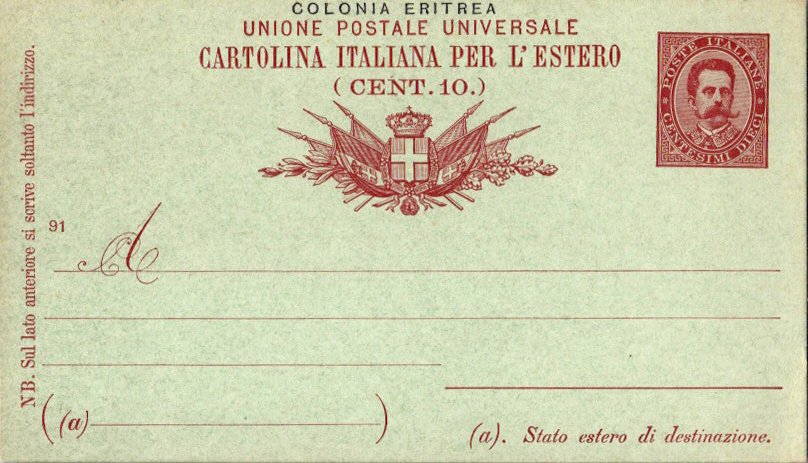 COLONIA ERITREA
UNIONE POSTALE UNIVERSALE
CARTOLINA ITALIANA PER L'ESTERO
(CENT. 10.)
POSTE ITALIANE
CENTESIMI DIECI
NB. Sul lato anteriore si scrive soltanto l'indirizzo.
91
A
(a)
(a). Stato estero di destinazione.